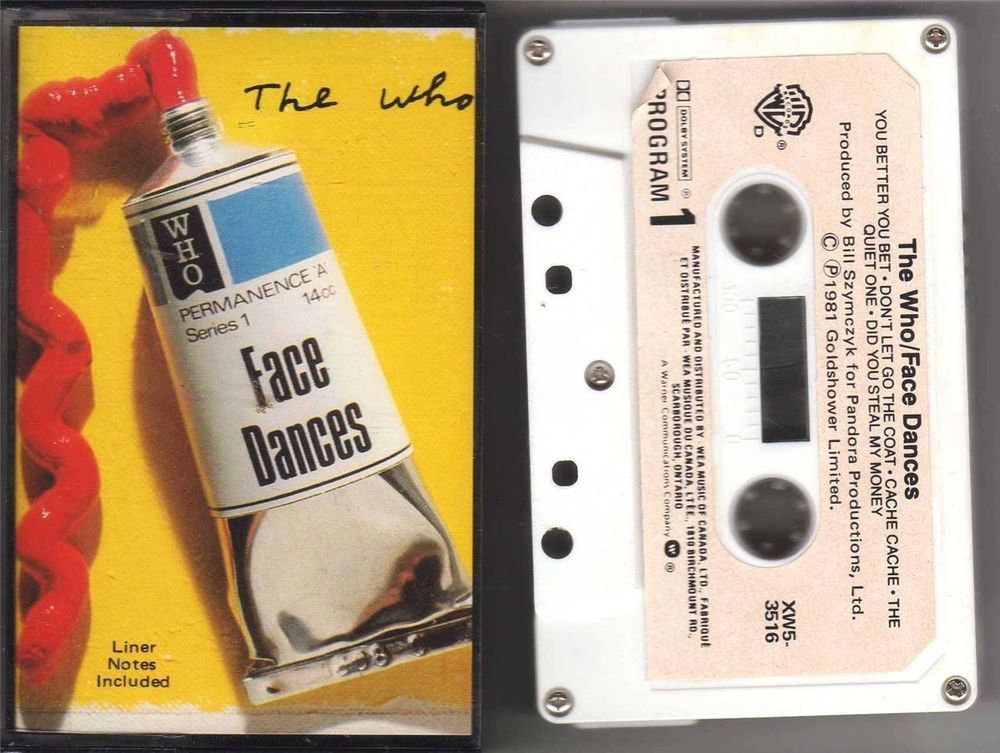 The Who
WHO
PERMANENCE 'A'
Series 1 14cc
Face
Dances
Liner
Notes
Included
The Who/Face Dances
YOU BETTER YOU BET • DON'T LET GO THE COAT • CACHE CACHE • THE
QUIET ONE • DID YOU STEAL MY MONEY
Produced by Bill Szymczyk for Pandora Productions, Ltd.
© ℗1981 Goldshower Limited.
RECORDS
D
®
XW5-
3516
100 50 0
DOLBY SYSTEM ®
PROGRAM 1
MANUFACTURED AND DISTRIBUTED BY WEA MUSIC OF CANADA, LTD., FABRIQUÉ
ET DISTRIBUÉ PAR · WEA MUSIQUE DU CANADA, LTÉE., 1810 BIRCHMOUNT RD.,
SCARBOROUGH, ONTARIO
A Warner Communications Company ®